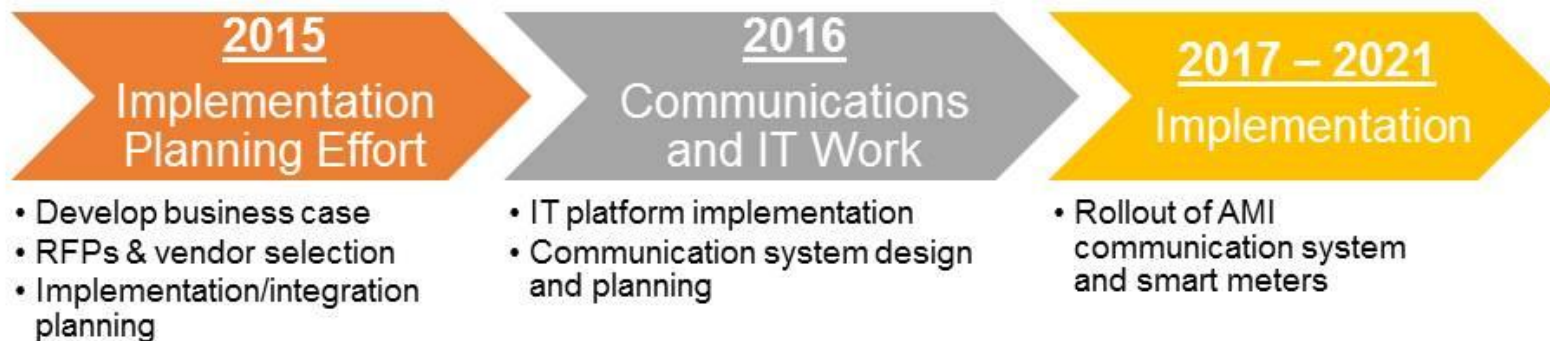 2015
Implementation
Planning Effort
• Develop business case
• RFPs & vendor selection
• Implementation/integration
planning
2016
Communications
and IT Work
• IT platform implementation
• Communication system design
and planning
2017 – 2021
Implementation
• Rollout of AMI
communication system
and smart meters